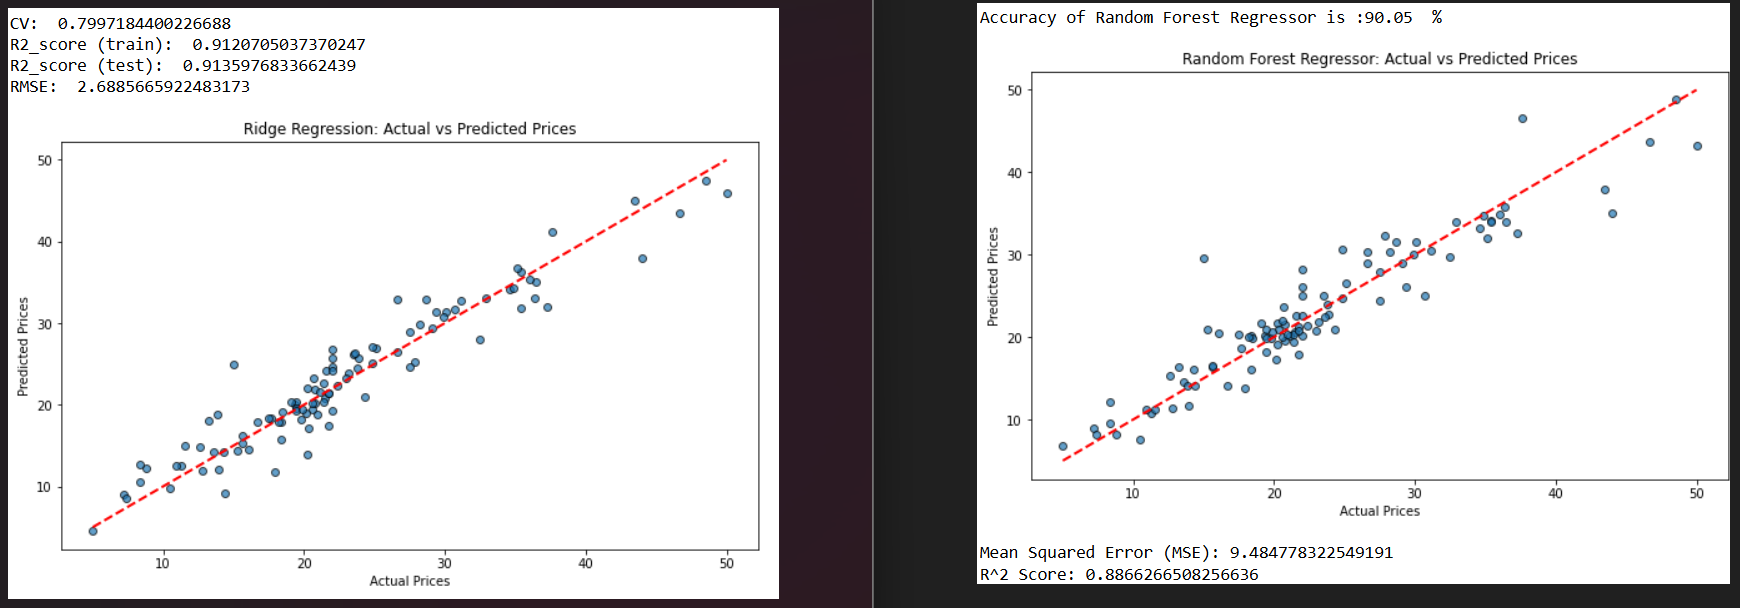 CV:  0.7997184400226688
R2_score (train):  0.9120705037370247
R2_score (test):  0.9135976833662439
RMSE:  2.6885665922483173
Ridge Regression: Actual vs Predicted Prices
Predicted Prices
50
40
30
20
10
10 20 30 40 50
Actual Prices
Accuracy of Random Forest Regressor is :90.05  %
Random Forest Regressor: Actual vs Predicted Prices
Predicted Prices
50
40
30
20
10
10 20 30 40 50
Actual Prices
Mean Squared Error (MSE): 9.484778322549191
R^2 Score: 0.8866266508256636